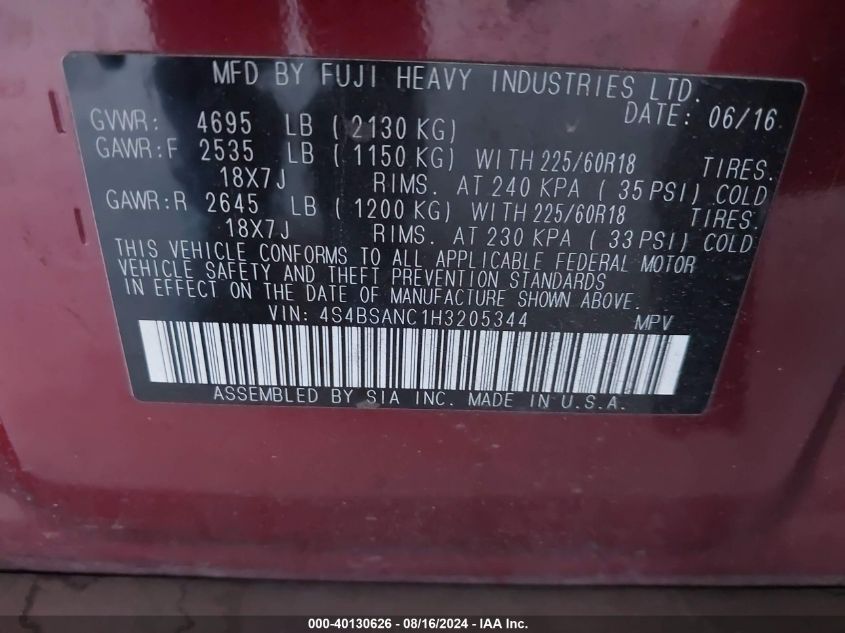 MFD BY FUJI HEAVY INDUSTRIES LTD.
DATE: 06/16
GVWR: 4695 LB ( 2130 KG)
GAWR:F 2535 LB ( 1150 KG) WITH 225/60R18 TIRES.
18X7J RIMS. AT 240 KPA ( 35 PSI) COLD
GAWR:R 2645 LB ( 1200 KG) WITH 225/60R18 TIRES.
18X7J RIMS. AT 230 KPA ( 33 PSI) COLD
THIS VEHICLE CONFORMS TO ALL APPLICABLE FEDERAL MOTOR
VEHICLE SAFETY AND THEFT PREVENTION STANDARDS
IN EFFECT ON THE DATE OF MANUFACTURE SHOWN ABOVE.
VIN: 4S4BSANC1H3205344 MPV
ASSEMBLED BY SIA INC. MADE IN U.S.A.
000-40130626 - 08/16/2024 - IAA Inc.